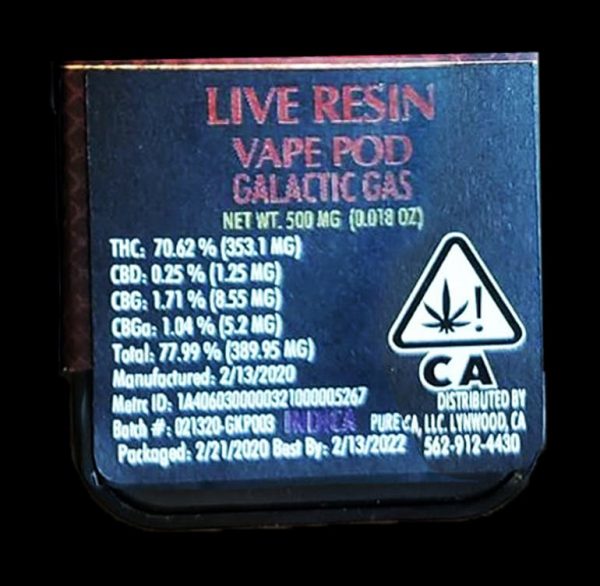 LIVE RESIN
VAPE POD
GALACTIC GAS
NET WT. 500 MG (0.018 OZ)
THC: 70.62 % (353.1 MG)
CBD: 0.25 % (1.25 MG)
CBG: 1.71 % (8.55 MG)
CBGa: 1.04 % (5.2 MG)
Total: 77.99 % (389.95 MG)
Manufactured: 2/13/2020
!
CA
Metrc ID: 1A4060300000321000005267
DISTRIBUTED BY
Batch #: 021320-GKP003 INDICA PURE CA, LLC. LYNWOOD, CA
Packaged: 2/21/2020 Best By: 2/13/2022 562-912-4430